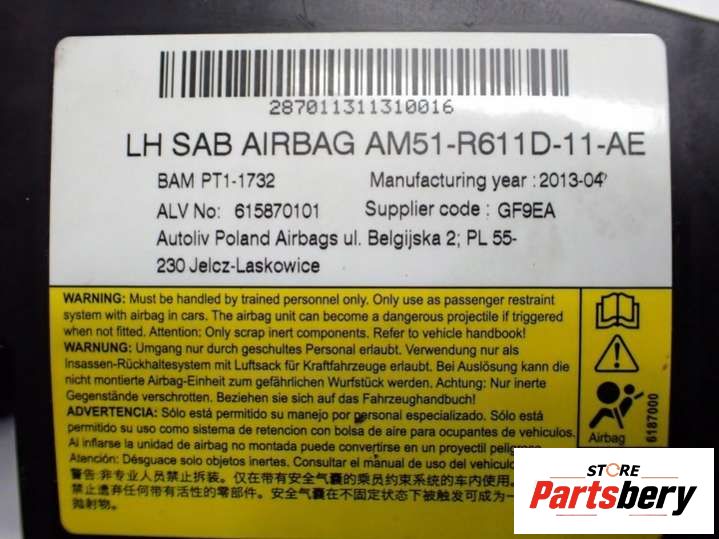 287011311310016
LH SAB AIRBAG AM51-R611D-11-AE
BAM PT1-1732 Manufacturing year : 2013-04
ALV No: 615870101 Supplier code : GF9EA
Autoliv Poland Airbags ul. Belgijska 2; PL 55-
230 Jelcz-Laskowice
WARNING: Must be handled by trained personnel only. Only use as passenger restraint
system with airbag in cars. The airbag unit can become a dangerous projectile if triggered
when not fitted. Attention: Only scrap inert components. Refer to vehicle handbook!
WARNUNG: Umgang nur durch geschultes Personal erlaubt. Verwendung nur als
Insassen-Rückhaltesystem mit Luftsack für Kraftfahrzeuge erlaubt. Bei Auslösung kann die
nicht montierte Airbag-Einheit zum gefährlichen Wurfstück werden. Achtung: Nur inerte
Gegenstände verschrotten. Beziehen sie sich auf das Fahrzeughandbuch!
ADVERTENCIA: Sólo está permitido su manejo por personal especializado. Sólo está
permitido su uso como sistema de retencion con bolsa de aire para ocupantes de vehículos.
Al inflarse la unidad de airbag no montada puede convertirse en un proyectil peligroso
Atención: Désguace solo objetos inertes. Consultar el manual de uso del vehículo
警告:非专业人员禁止拆装。仅在带有安全气囊的乘员约束系统的车内使用。
禁止遗弃任何带有活性的零部件。安全气囊在不固定状态下被触发可成为一
抛射物。
Airbag
6187000
STORE
Partsbery